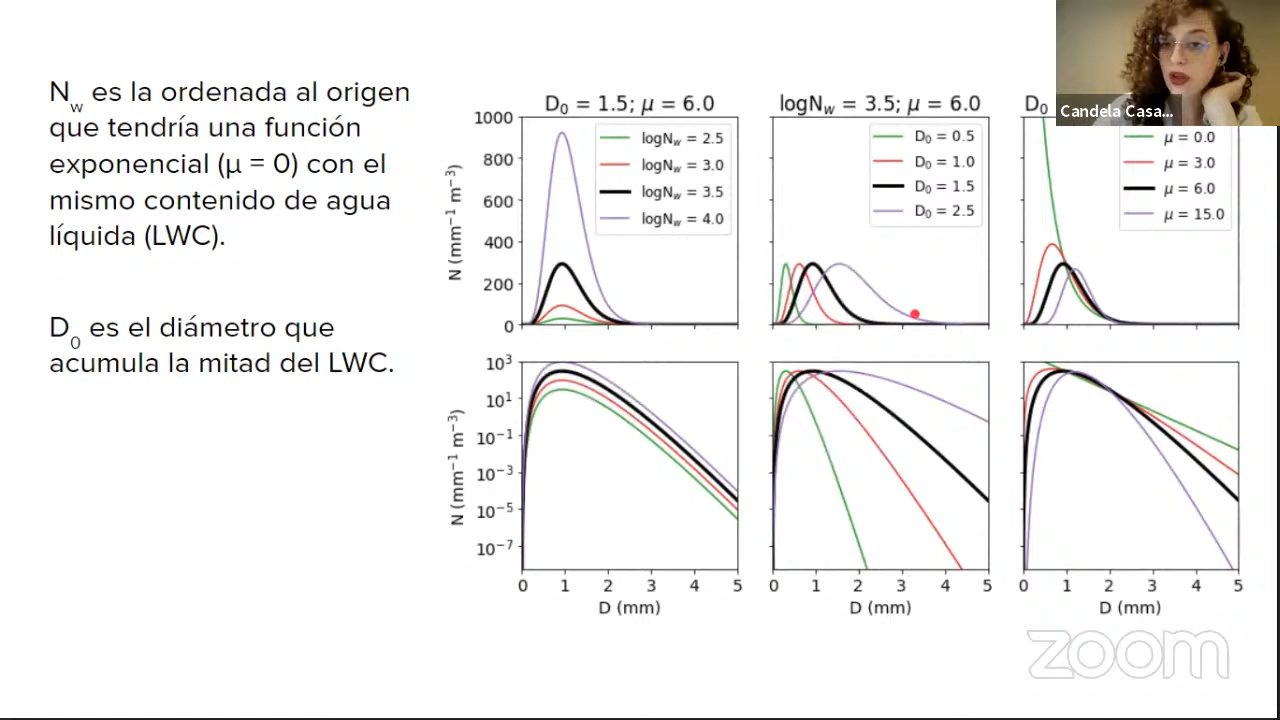 N_w es la ordenada al origen
que tendría una función
exponencial (μ = 0) con el
mismo contenido de agua
líquida (LWC).
D_0 es el diámetro que
acumula la mitad del LWC.
D_0 = 1.5; μ = 6.0
1000
800
600
400
200
0
N (mm⁻¹ m⁻³)
logN_w = 2.5
logN_w = 3.0
logN_w = 3.5
logN_w = 4.0
logN_w = 3.5; μ = 6.0
D_0 = 0.5
D_0 = 1.0
D_0 = 1.5
D_0 = 2.5
D_0
μ = 0.0
μ = 3.0
μ = 6.0
μ = 15.0
Candela Casa...
10³
10¹
10⁻¹
10⁻³
10⁻⁵
10⁻⁷
N (mm⁻¹ m⁻³)
0 1 2 3 4 5
D (mm)
0 1 2 3 4 5
D (mm)
0 1 2 3 4 5
D (mm)
zoom